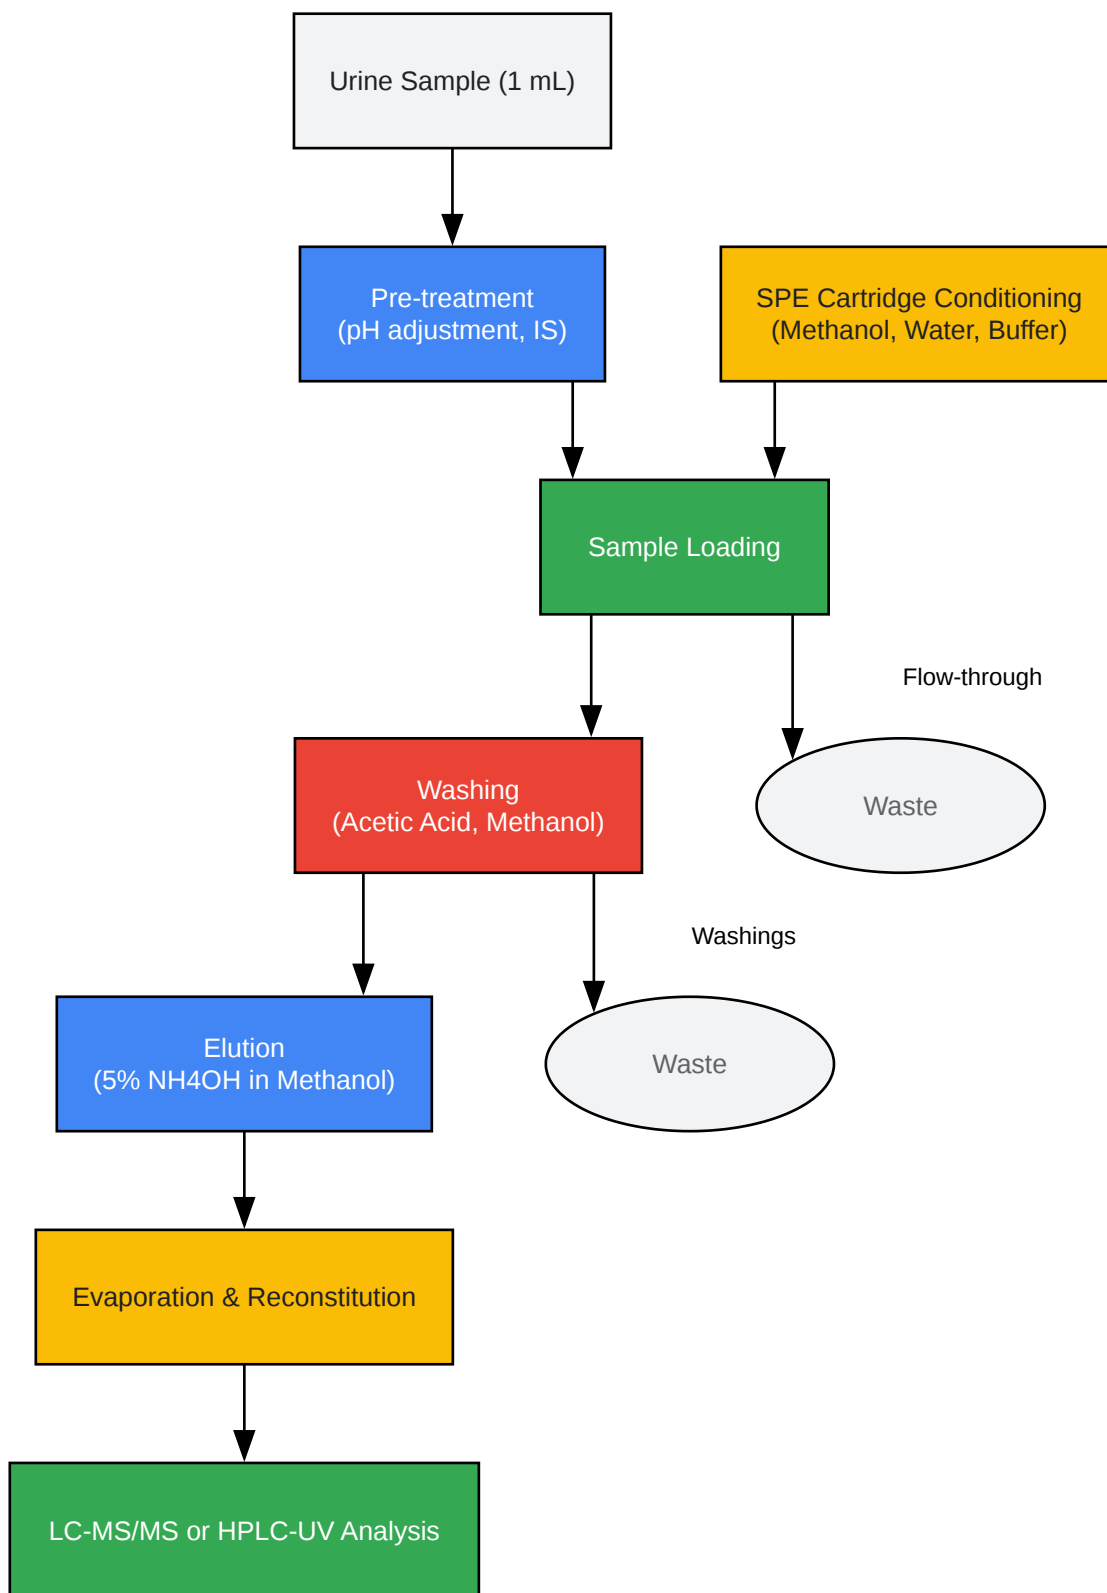 Urine Sample (1 mL)
Pre-treatment
(pH adjustment, IS)
SPE Cartridge Conditioning
(Methanol, Water, Buffer)
Sample Loading
Flow-through
Washing
(Acetic Acid, Methanol)
Waste
Washings
Elution
(5% NH4OH in Methanol)
Waste
Evaporation & Reconstitution
LC-MS/MS or HPLC-UV Analysis